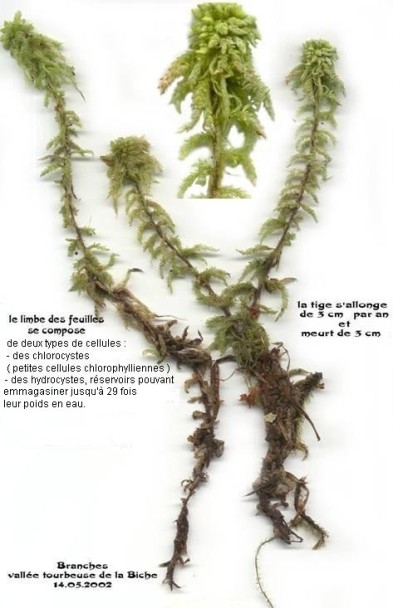 la tige s'allonge
de 3 cm par an
et
meurt de 3 cm
le limbe des feuilles
se compose
de deux types de cellules :
- des chlorocystes
( petites cellules chlorophylliennes )
- des hydrocystes, réservoirs pouvant
emmagasiner jusqu'à 29 fois
leur poids en eau.
Branches
vallée tourbeuse de la Biche
14.05.2002